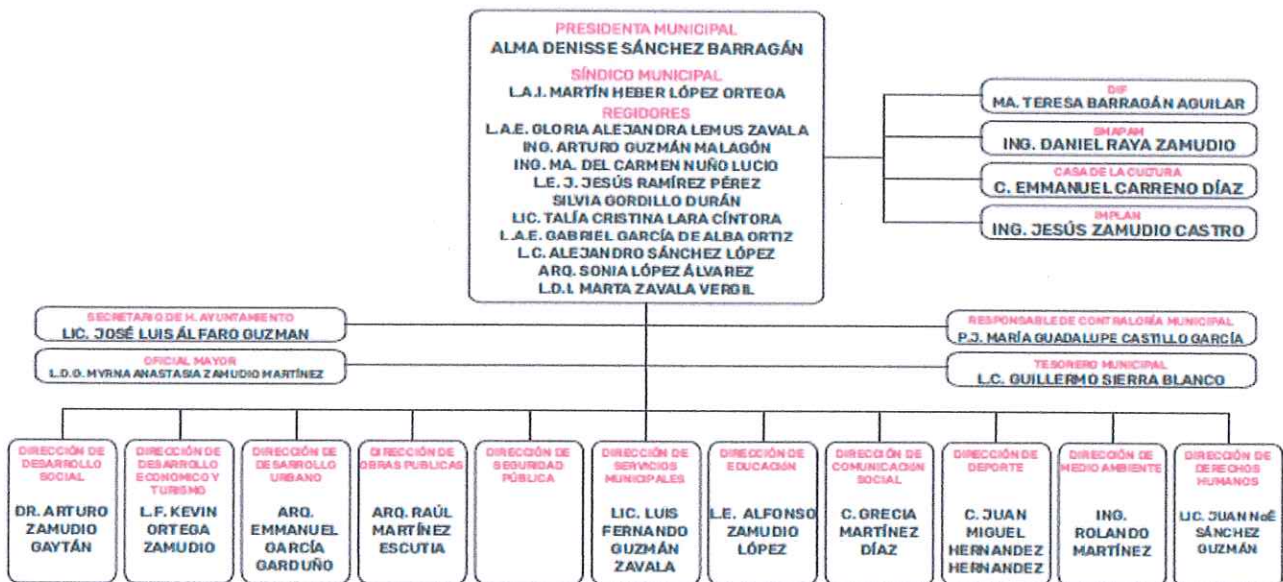 PRESIDENTA MUNICIPAL
ALMA DENISSE SÁNCHEZ BARRAGÁN
SÍNDICO MUNICIPAL
L.A.I. MARTÍN HEBER LÓPEZ ORTEGA
REGIDORES
L.A.E. GLORIA ALEJANDRA LEMUS ZAVALA
ING. ARTURO GUZMÁN MALAGÓN
ING. MA. DEL CARMEN NUÑO LUCIO
L.E. J. JESÚS RAMÍREZ PÉREZ
SILVIA GORDILLO DURÁN
LIC. TALÍA CRISTINA LARA CÍNTORA
L.A.E. GABRIEL GARCÍA DE ALBA ORTIZ
L.C. ALEJANDRO SÁNCHEZ LÓPEZ
ARQ. SONIA LÓPEZ ÁLVAREZ
L.D.I. MARTA ZAVALA VERGIL
DIF
MA. TERESA BARRAGÁN AGUILAR
SMAPAM
ING. DANIEL RAYA ZAMUDIO
CASA DE LA CULTURA
C. EMMANUEL CARRENO DÍAZ
IMPLAN
ING. JESÚS ZAMUDIO CASTRO
SECRETARIO DE H. AYUNTAMIENTO
LIC. JOSÉ LUIS ÁLFARO GUZMAN
RESPONSABLE DE CONTRALORÍA MUNICIPAL
P.J. MARÍA GUADALUPE CASTILLO GARCÍA
OFICIAL MAYOR
L.D.G. MYRNA ANASTASIA ZAMUDIO MARTÍNEZ
TESORERO MUNICIPAL
L.C. GUILLERMO SIERRA BLANCO
DIRECCIÓN DE
DESARROLLO
SOCIAL
DR. ARTURO
ZAMUDIO
GAYTÁN
DIRECCIÓN DE
DESARROLLO
ECONOMICO Y
TURISMO
L.F. KEVIN
ORTEGA
ZAMUDIO
DIRECCIÓN DE
DESARROLLO
URBANO
ARQ.
EMMANUEL
GARCÍA
GARDUÑO
DIRECCIÓN DE
OBRAS PUBLICAS
ARQ. RAÚL
MARTÍNEZ
ESCUTIA
DIRECCIÓN DE
SEGURIDAD
PÚBLICA
DIRECCIÓN DE
SERVICIOS
MUNICIPALES
LIC. LUIS
FERNANDO
GUZMÁN
ZAVALA
DIRECCIÓN DE
EDUCACIÓN
L.E. ALFONSO
ZAMUDIO
LÓPEZ
DIRECCIÓN DE
COMUNICACIÓN
SOCIAL
C. GRECIA
MARTÍNEZ
DÍAZ
DIRECCIÓN DE
DEPORTE
C. JUAN
MIGUEL
HERNANDEZ
HERNANDEZ
DIRECCIÓN DE
MEDIO AMBIENTE
ING.
ROLANDO
MARTÍNEZ
DIRECCIÓN DE
DERECHOS
HUMANOS
LIC. JUAN NoÉ
SÁNCHEZ
GUZMÁN